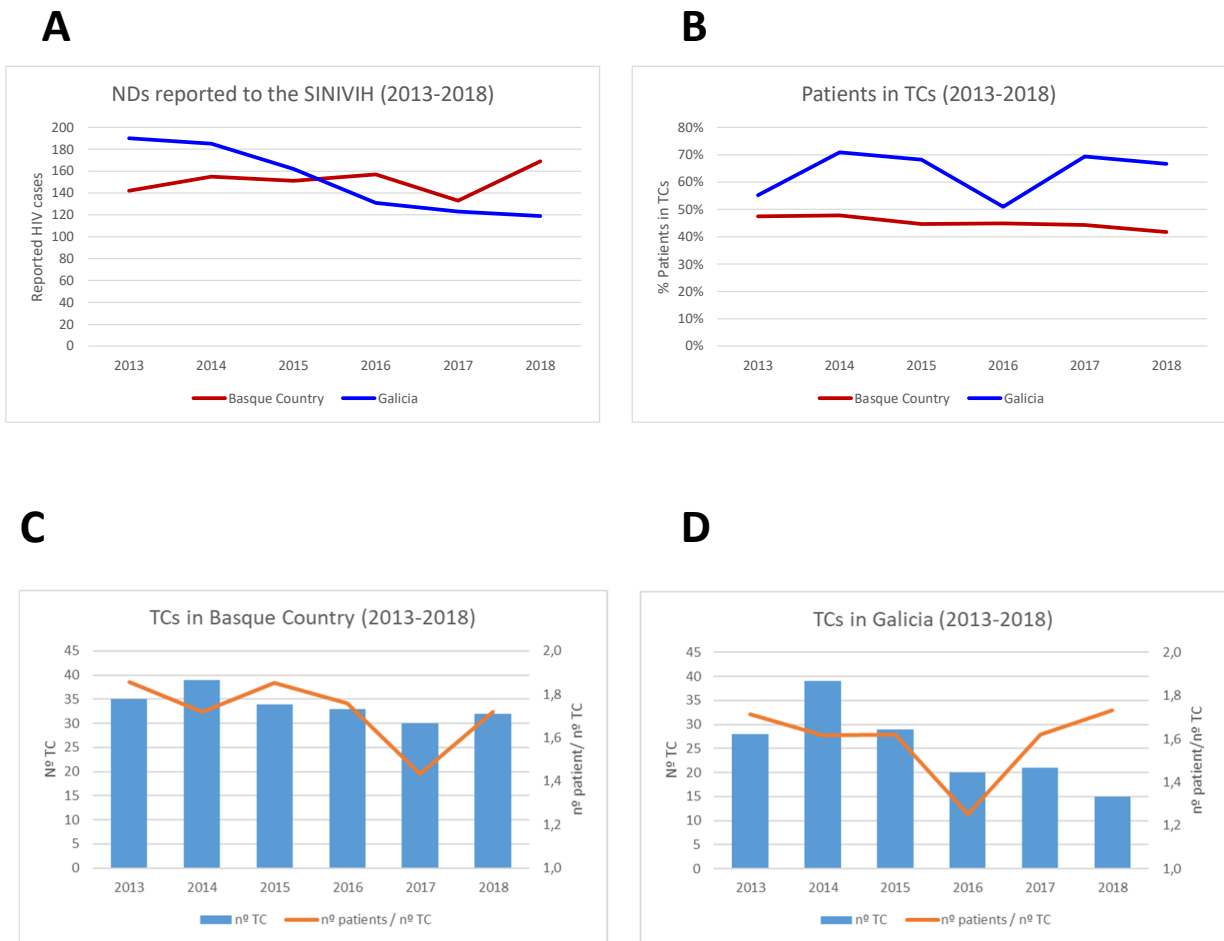 A
B
NDs reported to the SINIVIH (2013-2018)
Reported HIV cases
200
180
160
140
120
100
80
60
40
20
0
2013 2014 2015 2016 2017 2018
Basque Country Galicia
Patients in TCs (2013-2018)
% Patients in TCs
80%
70%
60%
50%
40%
30%
20%
10%
0%
2013 2014 2015 2016 2017 2018
Basque Country Galicia
C
D
TCs in Basque Country (2013-2018)
Nº TC
45
40
35
30
25
20
15
10
5
0
2,0
1,8
1,6
1,4
1,2
1,0
nº patient/ nº TC
2013 2014 2015 2016 2017 2018
nº TC nº patients / nº TC
TCs in Galicia (2013-2018)
Nº TC
45
40
35
30
25
20
15
10
5
0
2,0
1,8
1,6
1,4
1,2
1,0
nº patient/nº TC
2013 2014 2015 2016 2017 2018
nº TC nº patients / nº TC